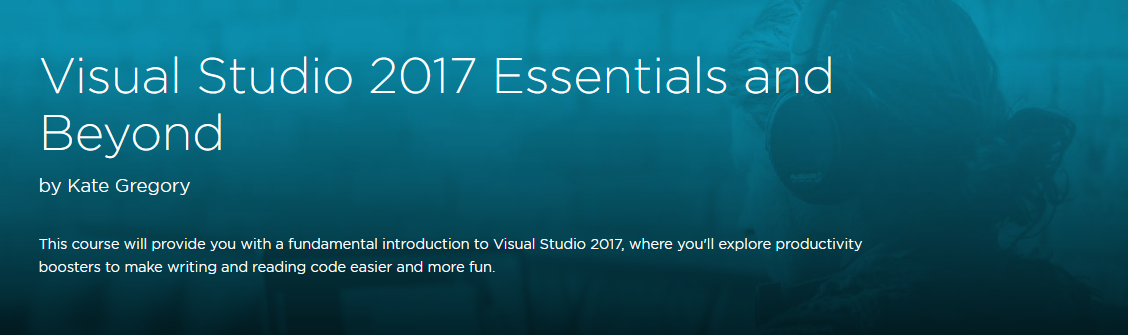 Visual Studio 2017 Essentials and
Beyond
by Kate Gregory
This course will provide you with a fundamental introduction to Visual Studio 2017, where you'll explore productivity
boosters to make writing and reading code easier and more fun.